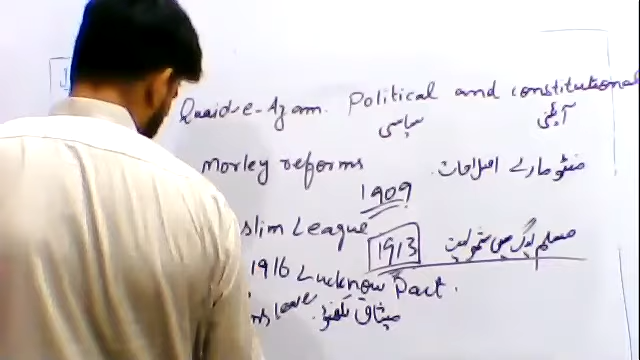 Quaid-e-Azam. Political and constitutional
سیاسی آئینی
Morley reforms منٹو مارلے اصلاحات
1909
slim League 1913 مسلم لیگ میں شمولیت
1916 Lucknow Pact.
میثاق لکھنؤ